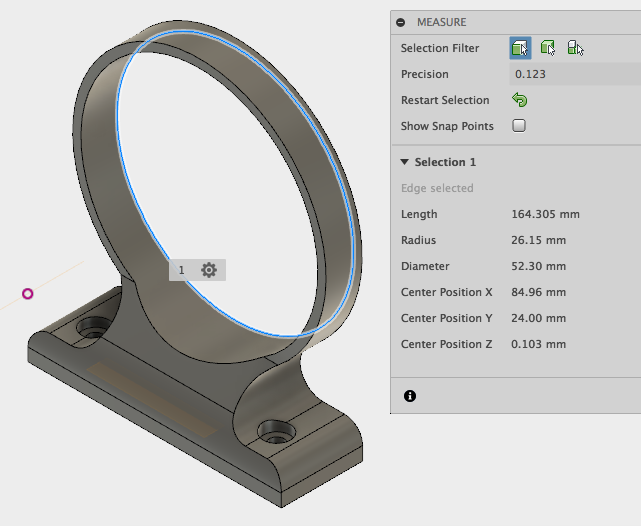 MEASURE
Selection Filter
Precision 0.123
Restart Selection
Show Snap Points
Selection 1
Edge selected
Length 164.305 mm
Radius 26.15 mm
Diameter 52.30 mm
Center Position X 84.96 mm
Center Position Y 24.00 mm
Center Position Z 0.103 mm
1